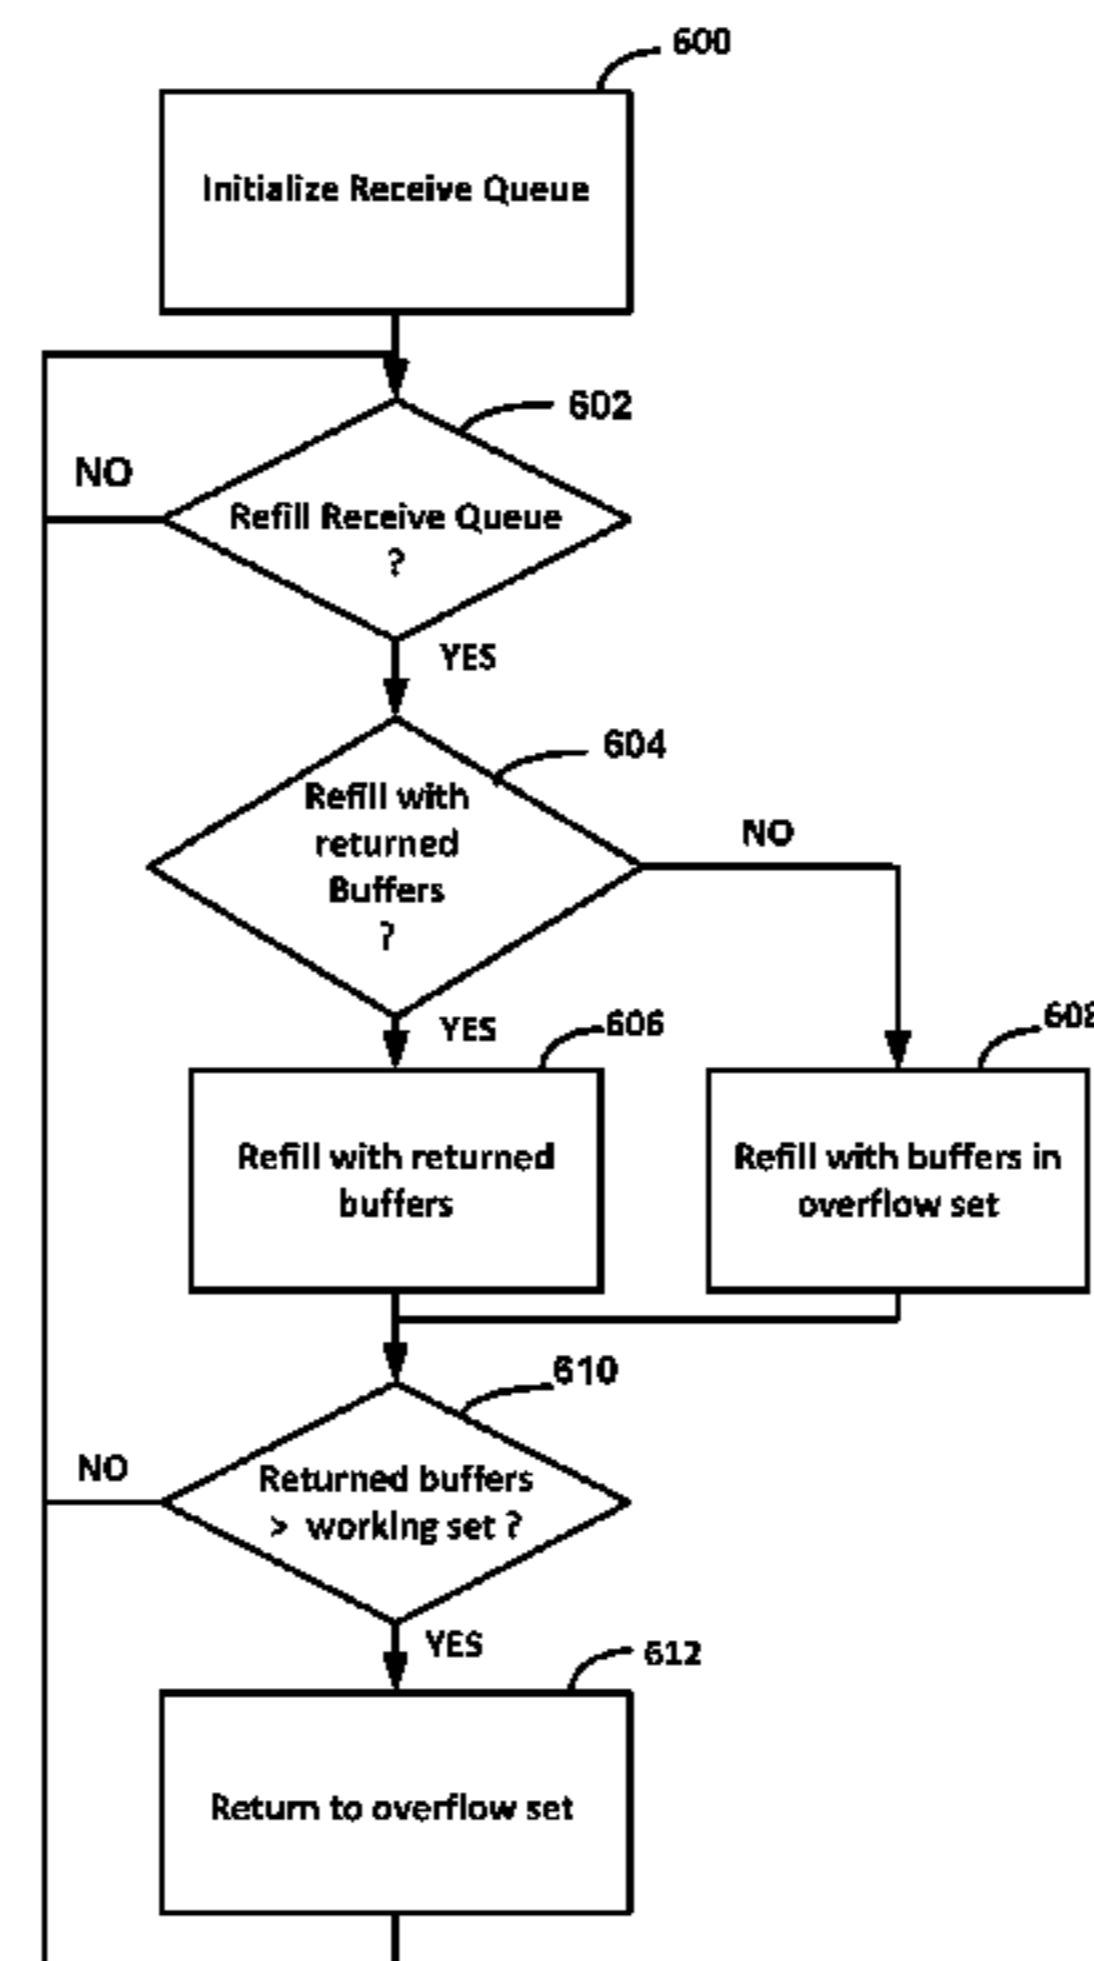 600
Initialize Receive Queue
602
NO
Refill Receive Queue
?
YES
604
Refill with
returned
Buffers
?
NO
YES
606
608
Refill with returned
buffers
Refill with buffers in
overflow set
610
NO
Returned buffers
> working set ?
YES
612
Return to overflow set